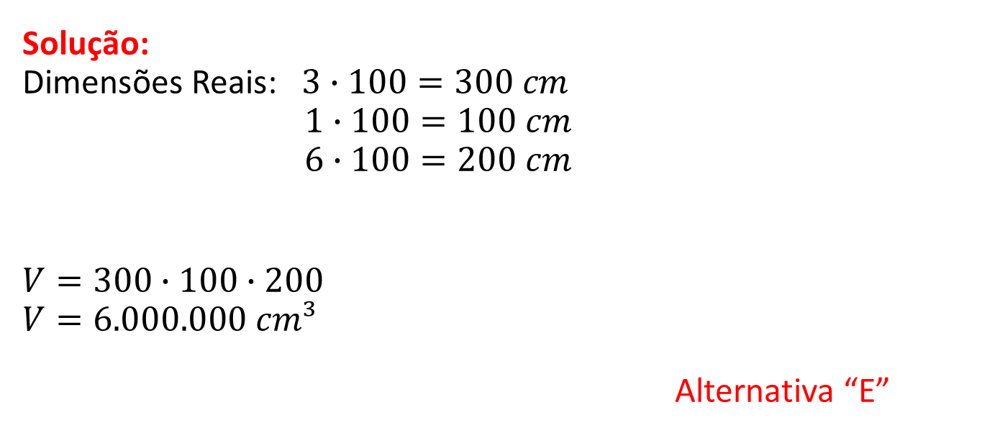 Solução:
Dimensões Reais: 3 · 100 = 300 cm
1 · 100 = 100 cm
6 · 100 = 200 cm
V = 300 · 100 · 200
V = 6.000.000 cm³
Alternativa “E”